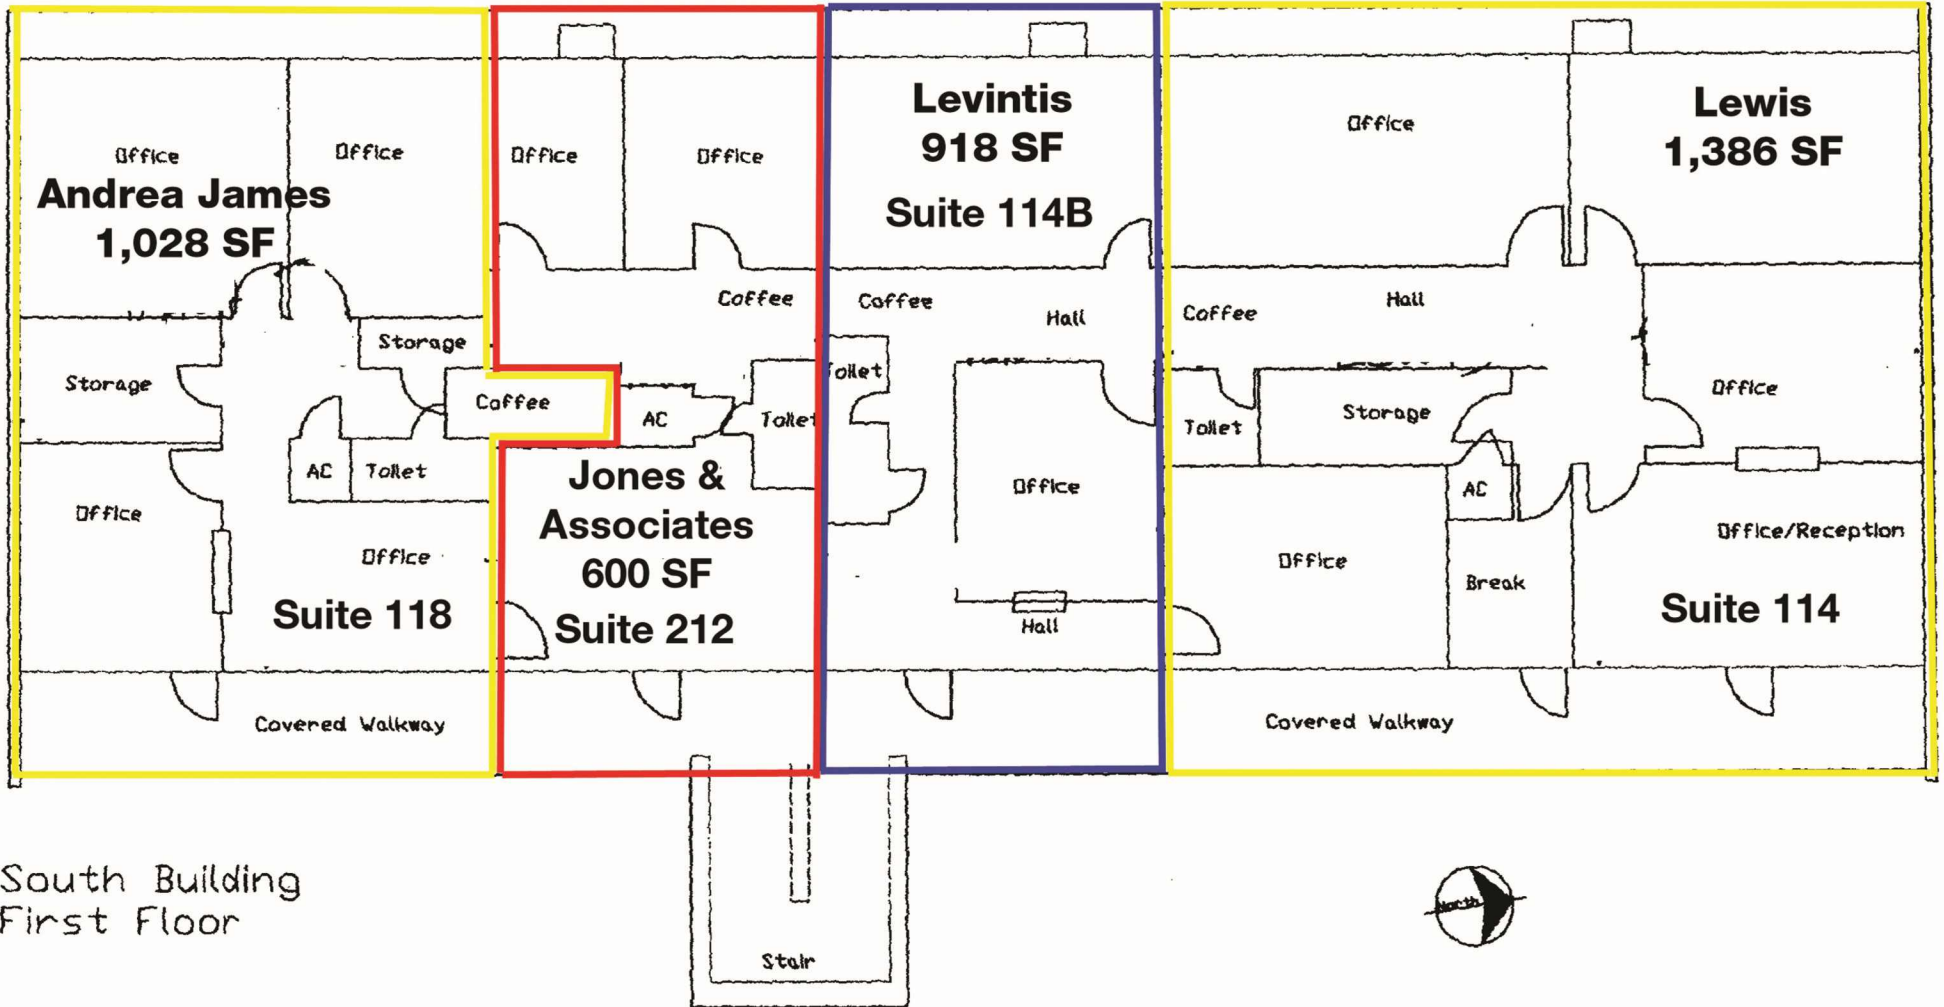 Office
Office
Andrea James
1,028 SF
Storage
Storage
Coffee
AC
Toilet
Office
Office
Suite 118
Covered Walkway
Office
Office
Coffee
AC
Toilet
Jones &
Associates
600 SF
Suite 212
Levintis
918 SF
Suite 114B
Coffee
Hall
Toilet
Office
Hall
Office
Lewis
1,386 SF
Coffee
Hall
Toilet
Storage
Office
AC
Office/Reception
Office
Break
Suite 114
Covered Walkway
South Building
First Floor
Stair
North